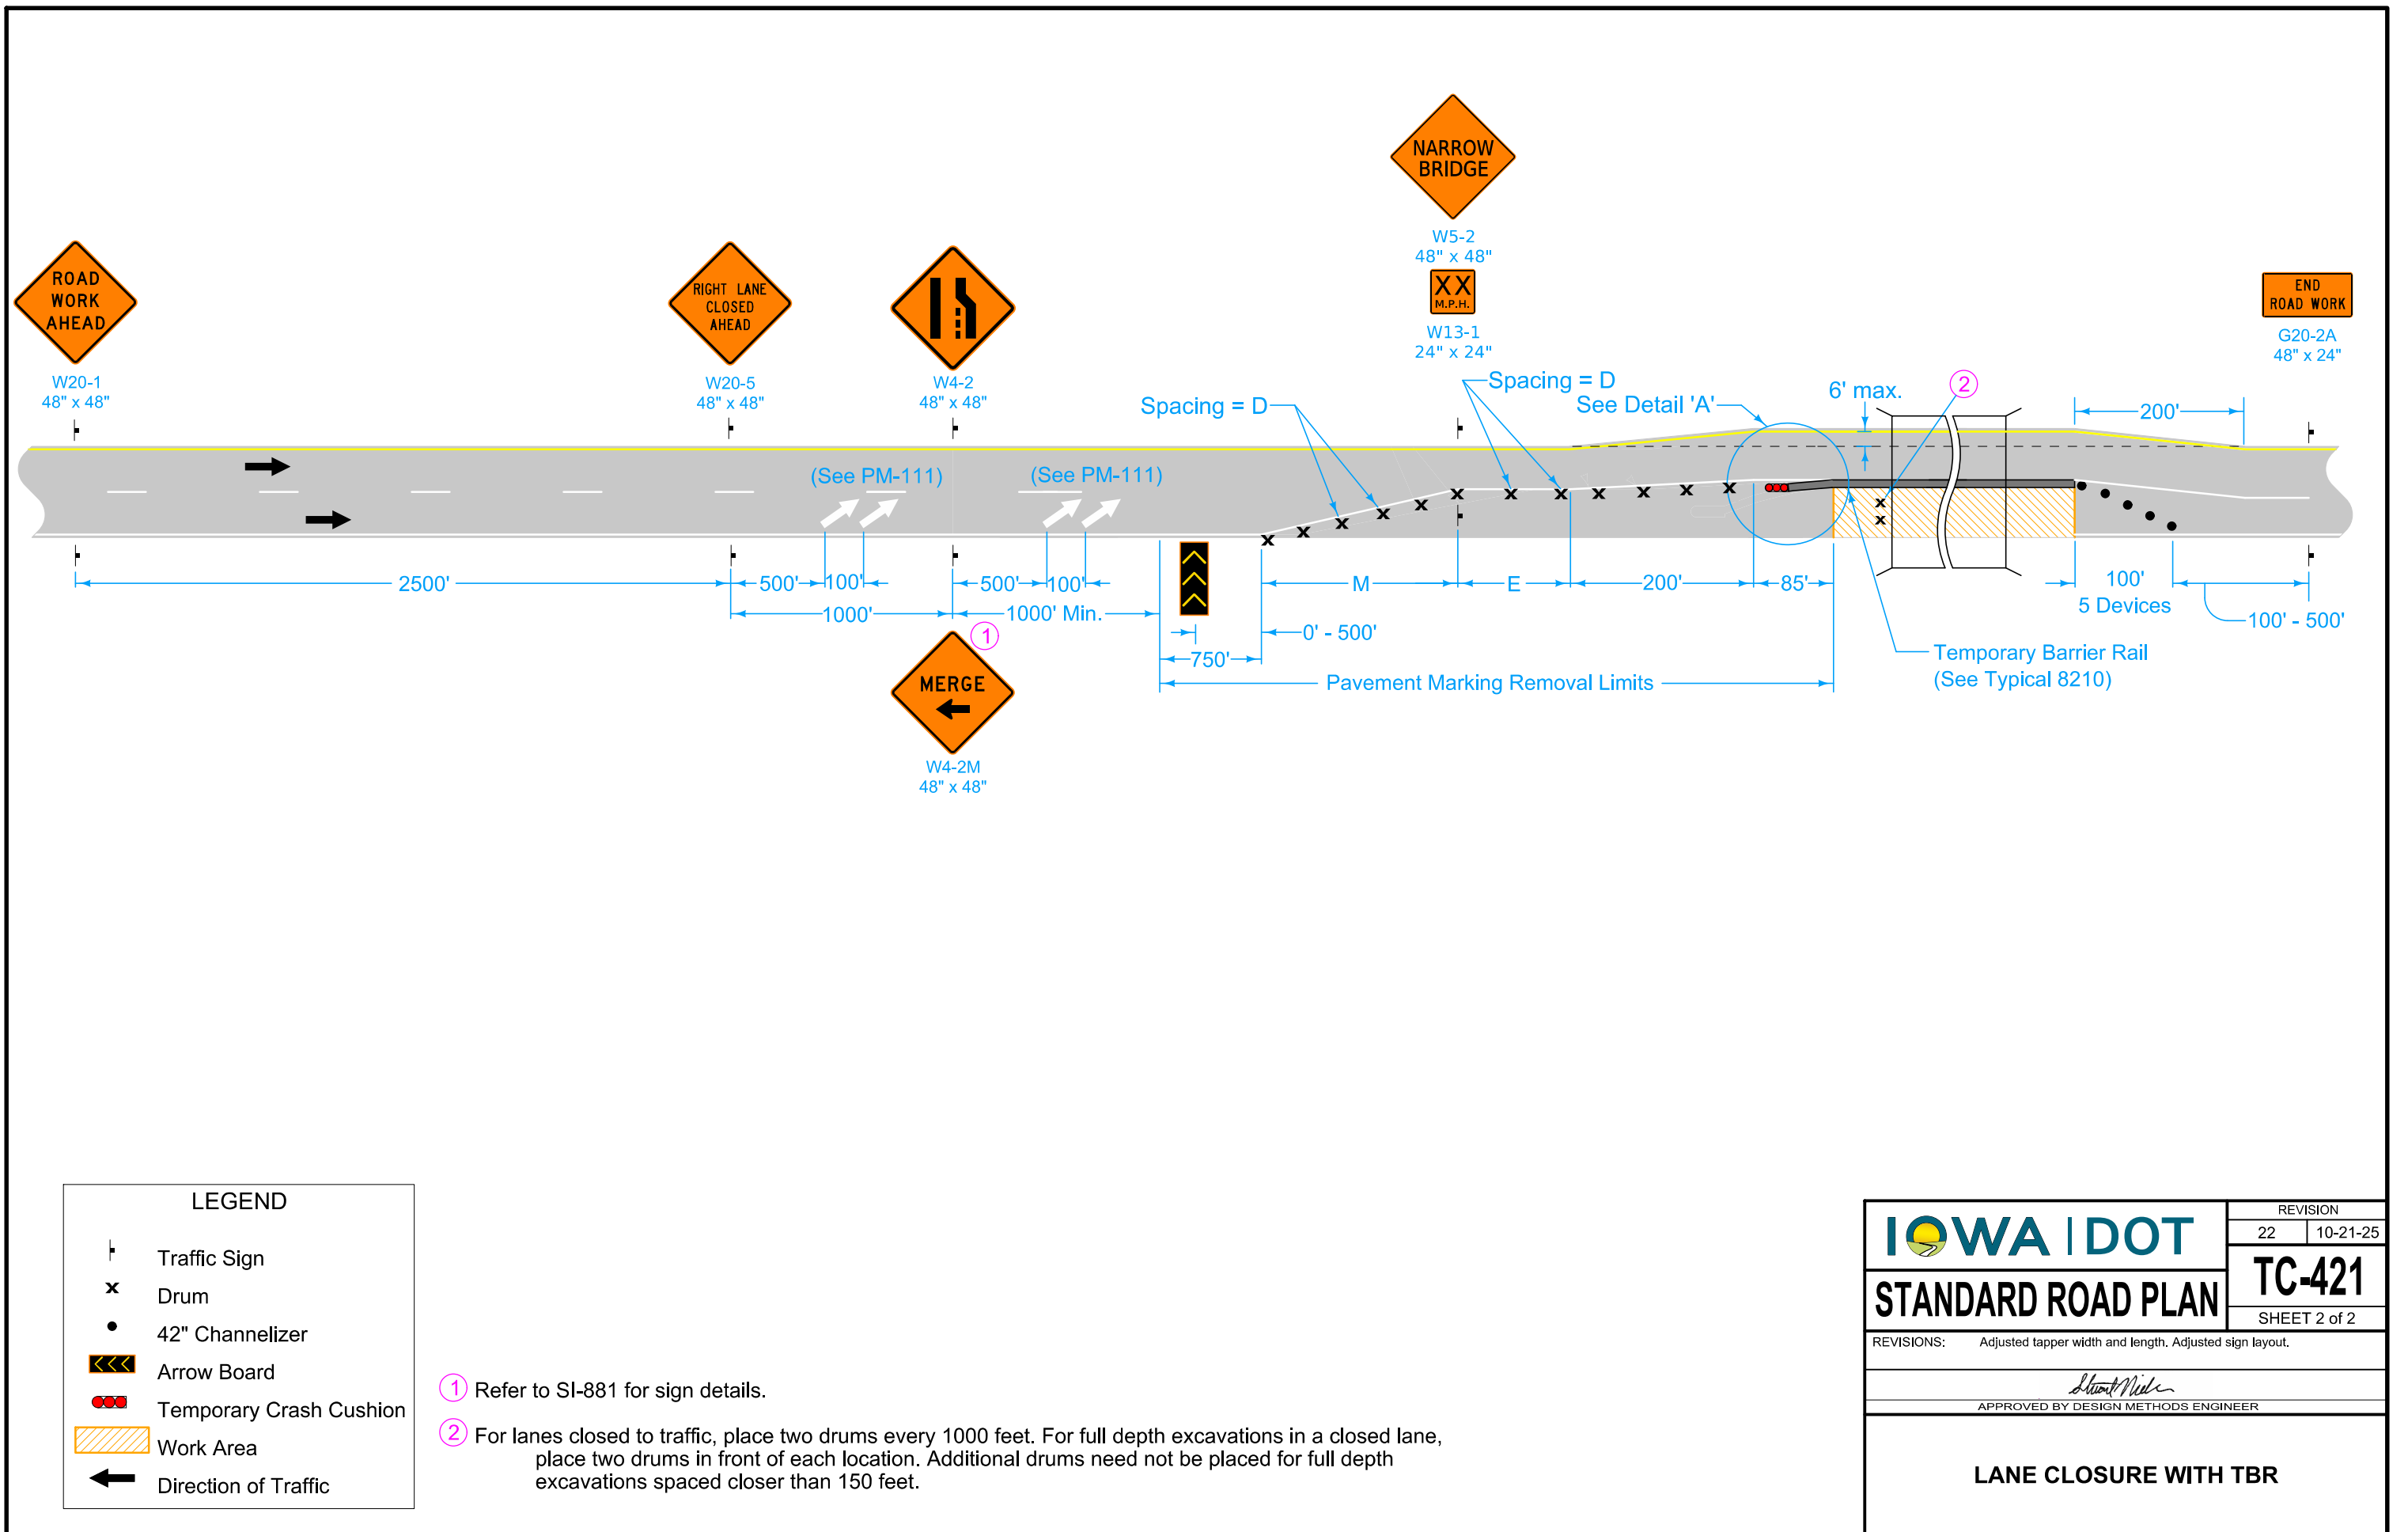 NARROW
BRIDGE
W5-2
48" x 48"
XX
M.P.H.
W13-1
24" x 24"
ROAD
WORK
AHEAD
W20-1
48" x 48"
RIGHT LANE
CLOSED
AHEAD
W20-5
48" x 48"
W4-2
48" x 48"
END
ROAD WORK
G20-2A
48" x 24"
Spacing = D
Spacing = D
See Detail 'A'
6' max.
2
200'
(See PM-111)
(See PM-111)
2500'
500'
100'
500'
100'
M
E
200'
85'
100'
5 Devices
1000'
1000' Min.
100' - 500'
0' - 500'
750'
Pavement Marking Removal Limits
Temporary Barrier Rail
(See Typical 8210)
1
MERGE
W4-2M
48" x 48"
LEGEND
Traffic Sign
Drum
42" Channelizer
Arrow Board
Temporary Crash Cushion
Work Area
Direction of Traffic
1 Refer to SI-881 for sign details.
2 For lanes closed to traffic, place two drums every 1000 feet. For full depth excavations in a closed lane,
place two drums in front of each location. Additional drums need not be placed for full depth
excavations spaced closer than 150 feet.
IOWA | DOT
REVISION
22 10-21-25
STANDARD ROAD PLAN
TC-421
SHEET 2 of 2
REVISIONS: Adjusted tapper width and length. Adjusted sign layout.
APPROVED BY DESIGN METHODS ENGINEER
LANE CLOSURE WITH TBR